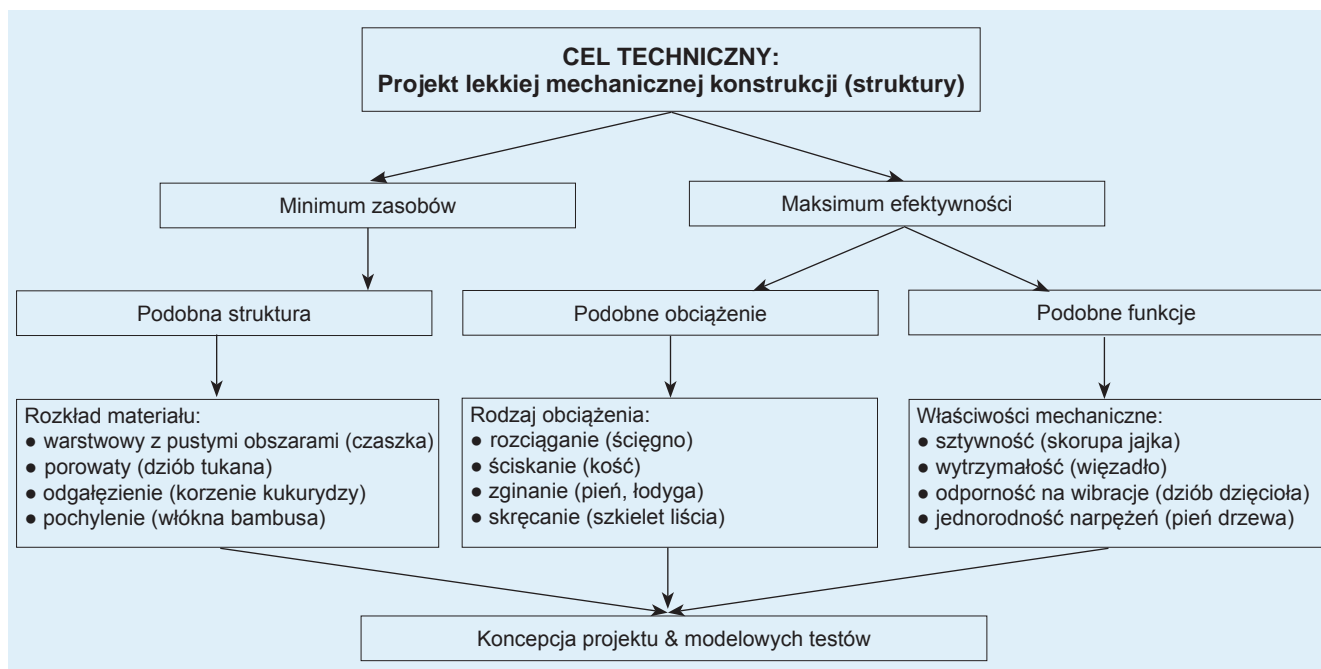 CEL TECHNICZNY:
Projekt lekkiej mechanicznej konstrukcji (struktury)
Minimum zasobów
Maksimum efektywności
Podobna struktura
Podobne obciążenie
Podobne funkcje
Rozkład materiału:
● warstwowy z pustymi obszarami (czaszka)
● porowaty (dziób tukana)
● odgałęzienie (korzenie kukurydzy)
● pochylenie (włókna bambusa)
Rodzaj obciążenia:
● rozciąganie (ścięgno)
● ściskanie (kość)
● zginanie (pień, łodyga)
● skręcanie (szkielet liścia)
Właściwości mechaniczne:
● sztywność (skorupa jajka)
● wytrzymałość (więzadło)
● odporność na wibracje (dziób dzięcioła)
● jednorodność narpężeń (pień drzewa)
Koncepcja projektu & modelowych testów